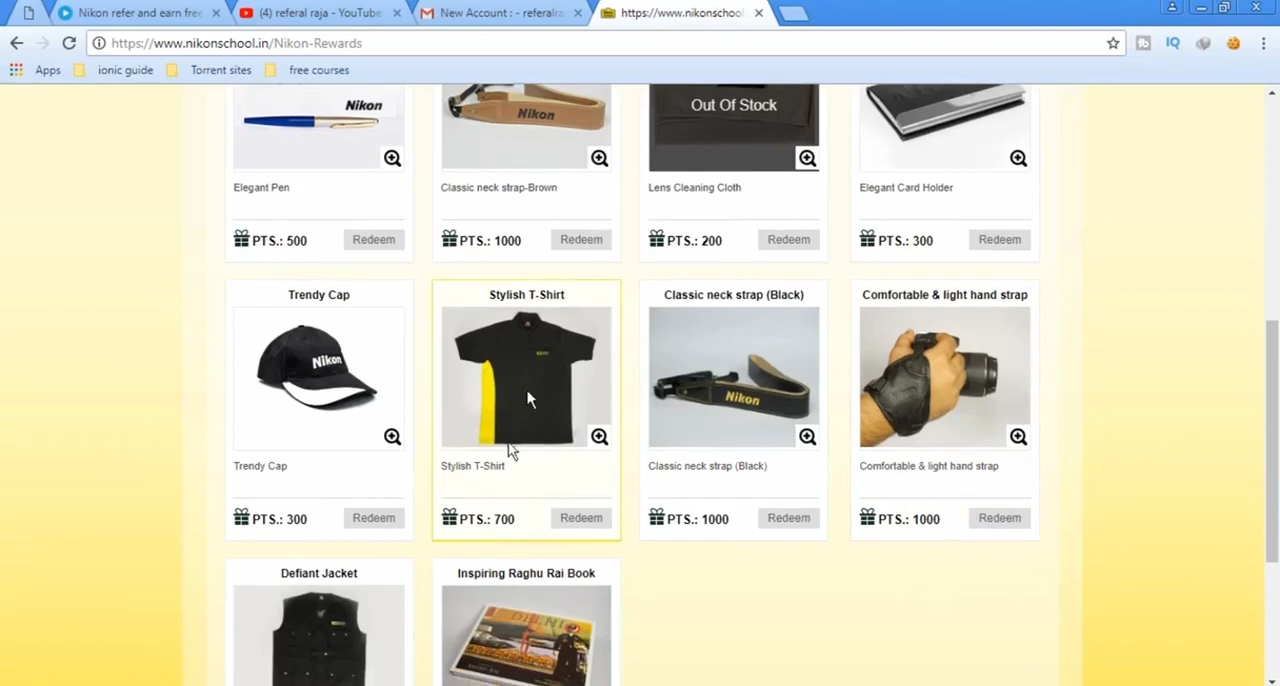 Nikon refer and earn free
(4) referal raja - YouTube
New Account : - referalra
https://www.nikonschool
https://www.nikonschool.in/Nikon-Rewards
Apps
ionic guide
Torrent sites
free courses
Nikon
Nikon
Out Of Stock
Elegant Pen
Classic neck strap-Brown
Lens Cleaning Cloth
Elegant Card Holder
PTS.: 500
Redeem
PTS.: 1000
Redeem
PTS.: 200
Redeem
PTS.: 300
Redeem
Trendy Cap
Stylish T-Shirt
Classic neck strap (Black)
Comfortable & light hand strap
Nikon
Nikon
Trendy Cap
Stylish T-Shirt
Classic neck strap (Black)
Comfortable & light hand strap
PTS.: 300
Redeem
PTS.: 700
Redeem
PTS.: 1000
Redeem
PTS.: 1000
Redeem
Defiant Jacket
Inspiring Raghu Rai Book